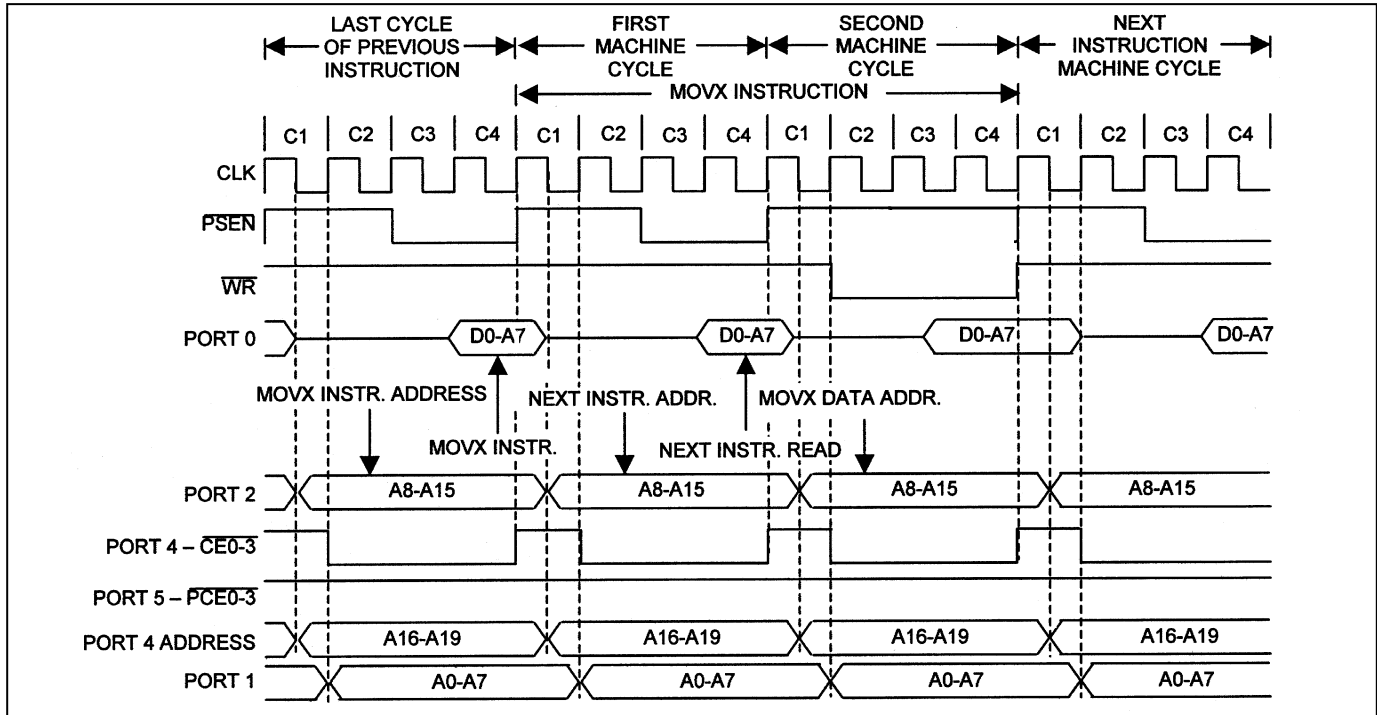 LAST CYCLE OF PREVIOUS INSTRUCTION
FIRST MACHINE CYCLE
SECOND MACHINE CYCLE
NEXT INSTRUCTION MACHINE CYCLE
MOVX INSTRUCTION
C1 C2 C3 C4 C1 C2 C3 C4 C1 C2 C3 C4 C1 C2 C3 C4
CLK
PSEN
WR
PORT 0 D0-A7 D0-A7 D0-A7 D0-A7
MOVX INSTR. ADDRESS NEXT INSTR. ADDR. MOVX DATA ADDR.
MOVX INSTR. NEXT INSTR. READ
PORT 2 A8-A15 A8-A15 A8-A15 A8-A15
PORT 4 – CE0-3
PORT 5 – PCE0-3
PORT 4 ADDRESS A16-A19 A16-A19 A16-A19 A16-A19
PORT 1 A0-A7 A0-A7 A0-A7 A0-A7